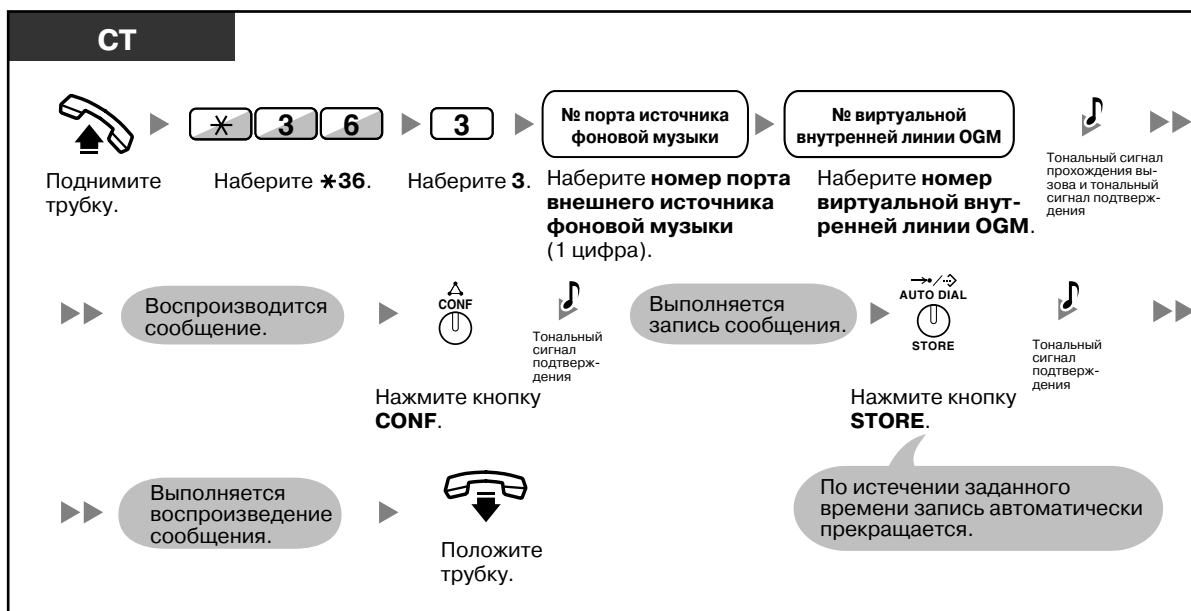 СТ
✳ 3 6
3
№ порта источника
фоновой музыки
№ виртуальной
внутренней линии OGM
Поднимите
трубку.
Наберите ✳36.
Наберите 3.
Наберите номер порта
внешнего источника
фоновой музыки
(1 цифра).
Наберите номер
виртуальной внут-
ренней линии OGM.
Тональный сигнал
прохождения вы-
зова и тональный
сигнал подтверж-
дения
Воспроизводится
сообщение.
CONF
Нажмите кнопку
CONF.
Тональный
сигнал
подтверж-
дения
Выполняется
запись сообщения.
AUTO DIAL
STORE
Нажмите кнопку
STORE.
Тональный
сигнал
подтверж-
дения
По истечении заданного
времени запись автоматически
прекращается.
Выполняется
воспроизведение
сообщения.
Положите
трубку.